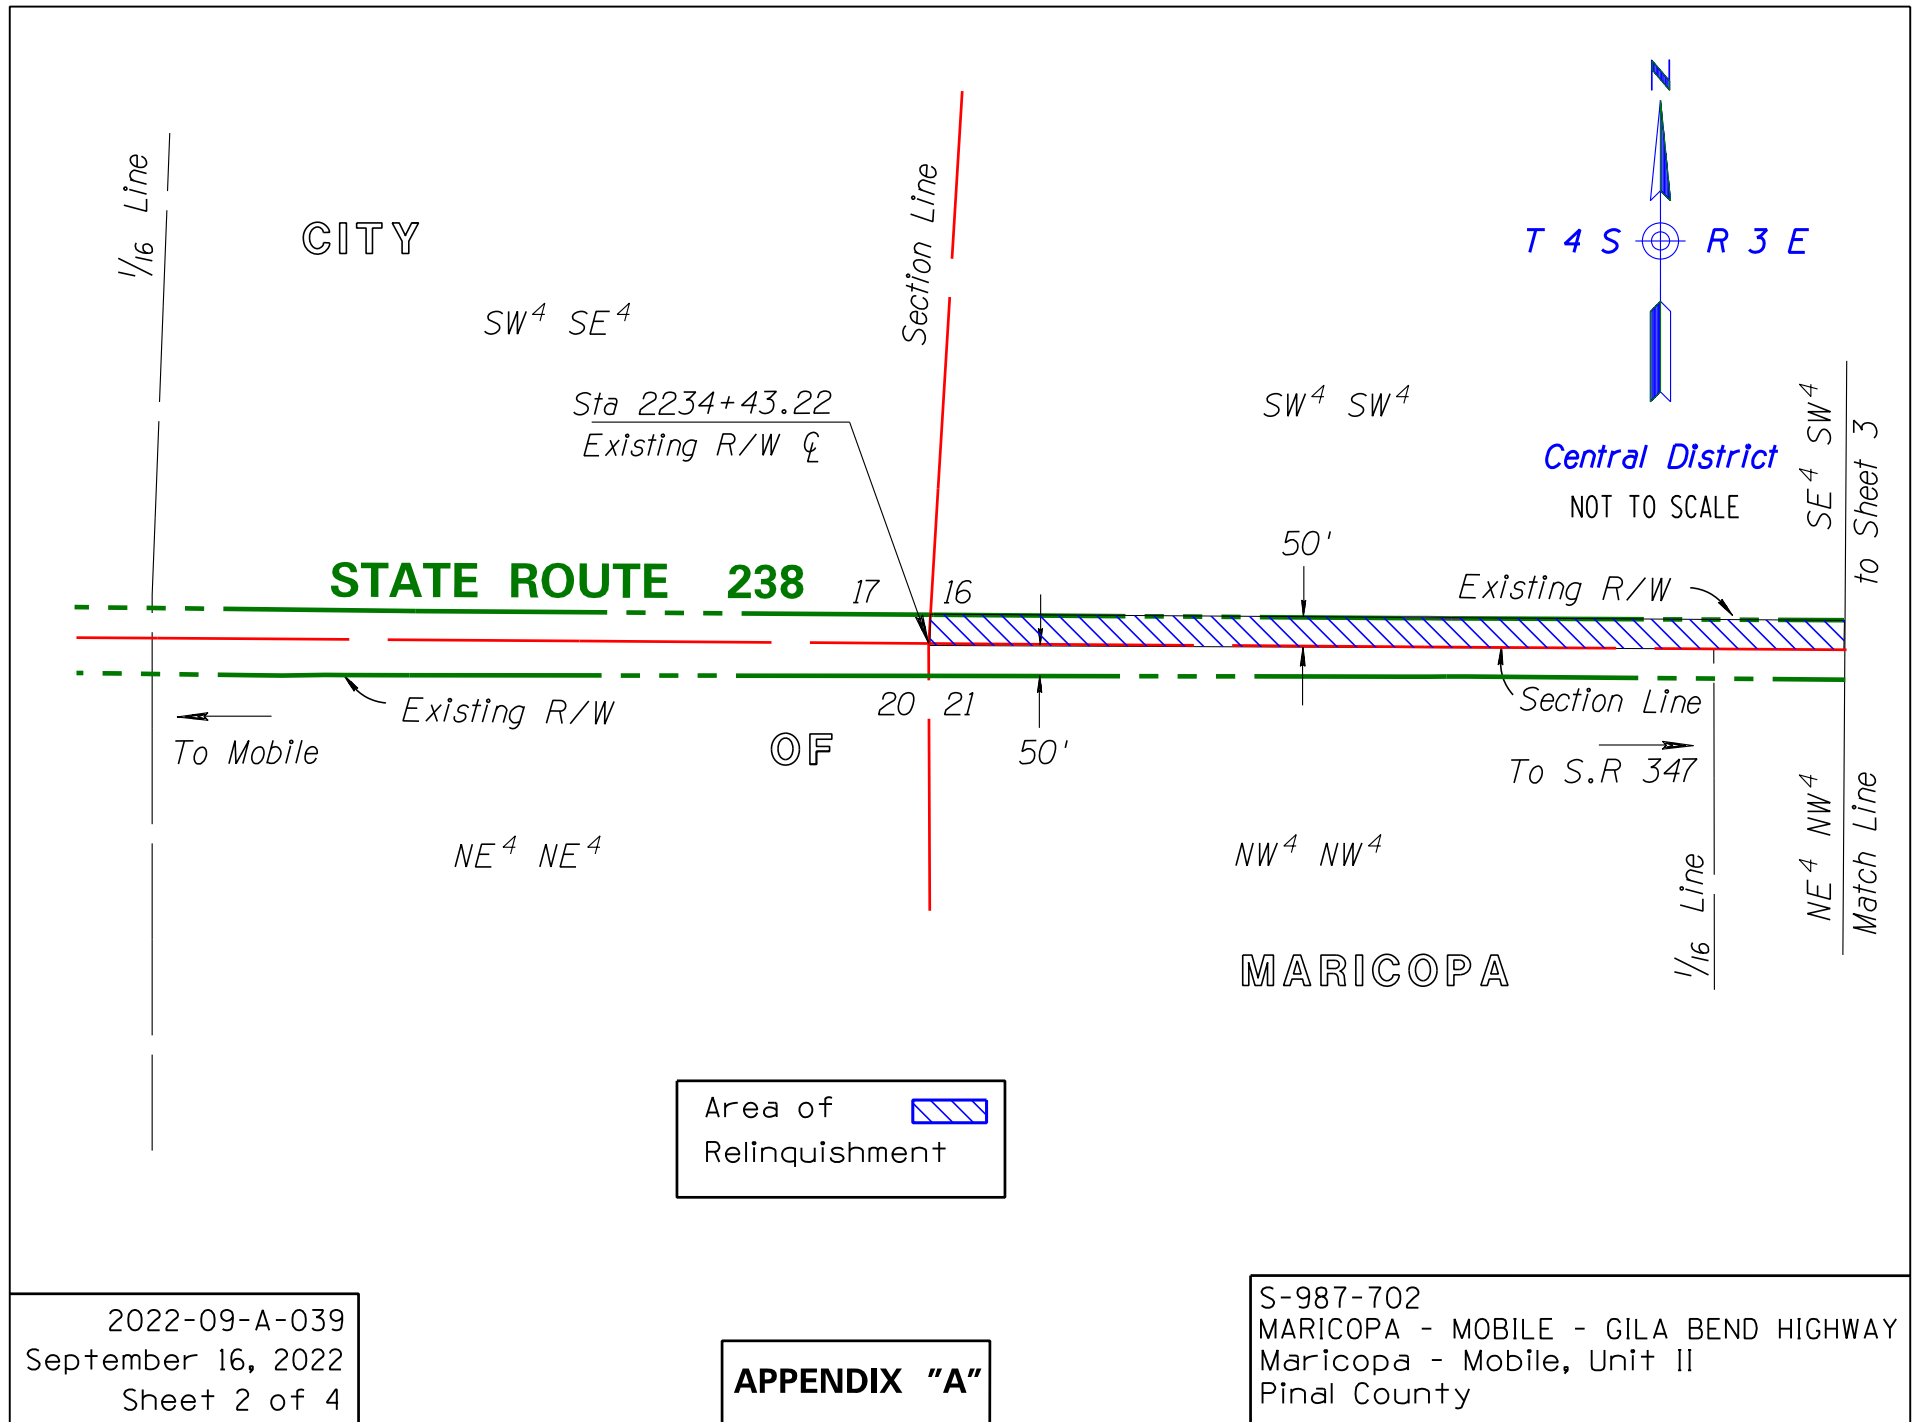 N
T 4 S R 3 E
Central District
NOT TO SCALE
1/16 Line
CITY
SW4 SE4
Section Line
SW4 SW4
SE4 SW4
to Sheet 3
Sta 2234+43.22
Existing R/W ℄
STATE ROUTE 238
17 16
50'
Existing R/W
Existing R/W
20 21
Section Line
To Mobile
OF
50'
To S.R 347
NE4 NE4
NW4 NW4
NE4 NW4
Match Line
1/16 Line
MARICOPA
Area of
Relinquishment
2022-09-A-039
September 16, 2022
Sheet 2 of 4
APPENDIX "A"
S-987-702
MARICOPA - MOBILE - GILA BEND HIGHWAY
Maricopa - Mobile, Unit II
Pinal County